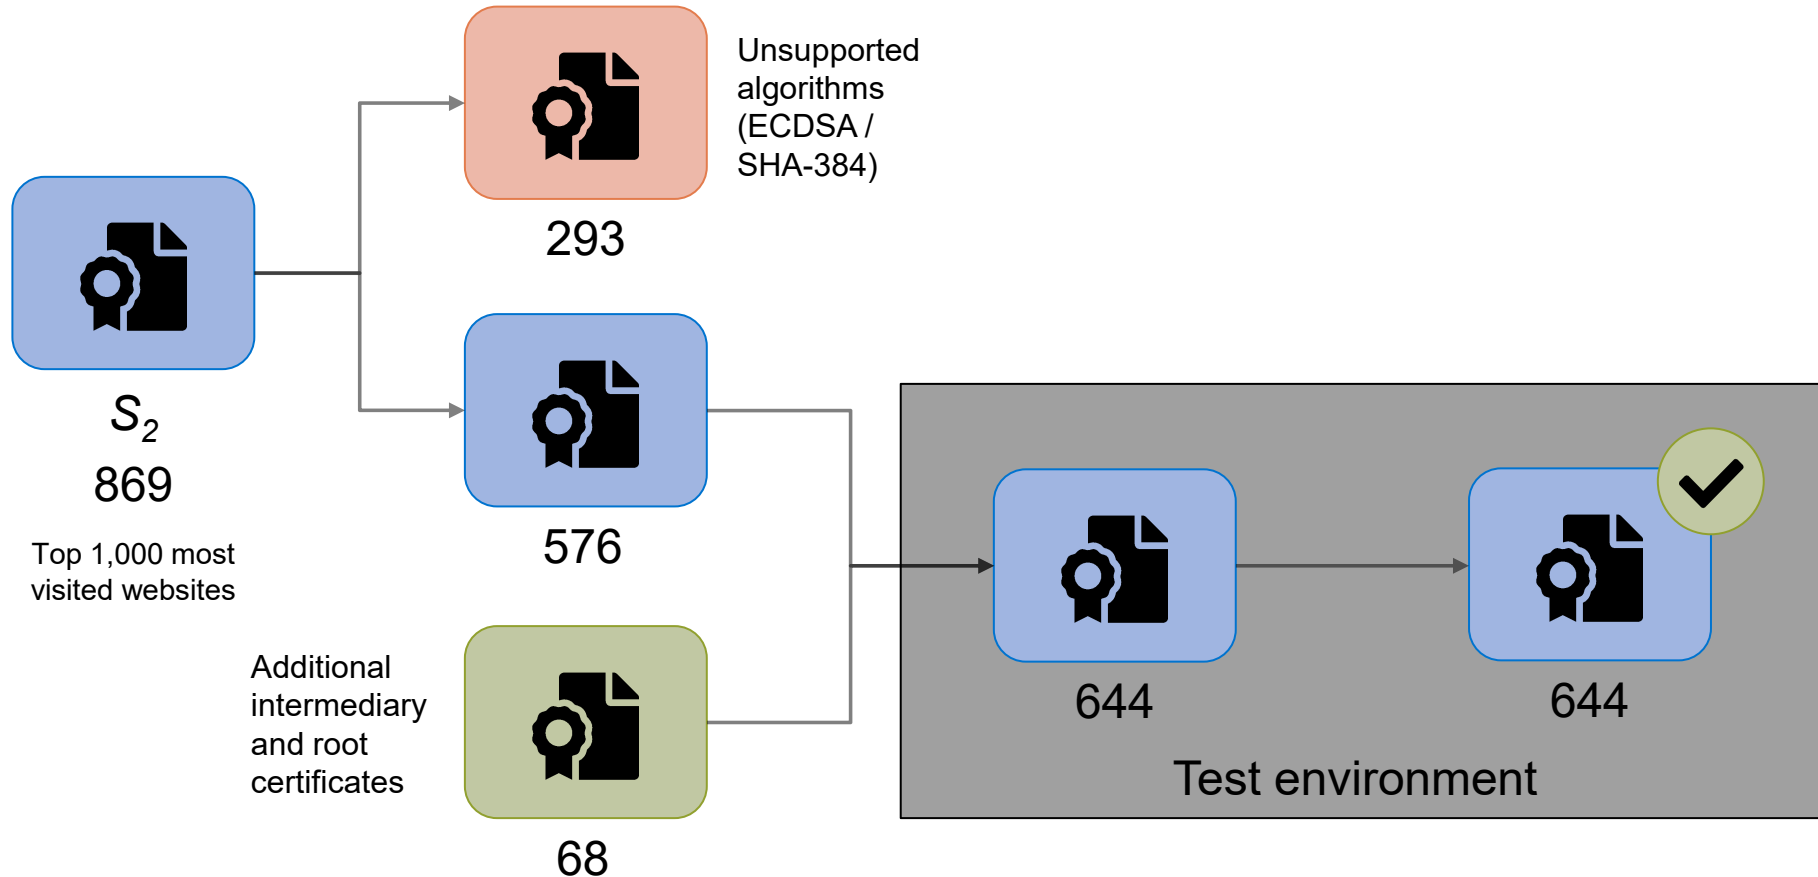 Unsupported
algorithms
(ECDSA /
SHA-384)
293
S2
869
Top 1,000 most
visited websites
576
Additional
intermediary
and root
certificates
68
644
644
Test environment